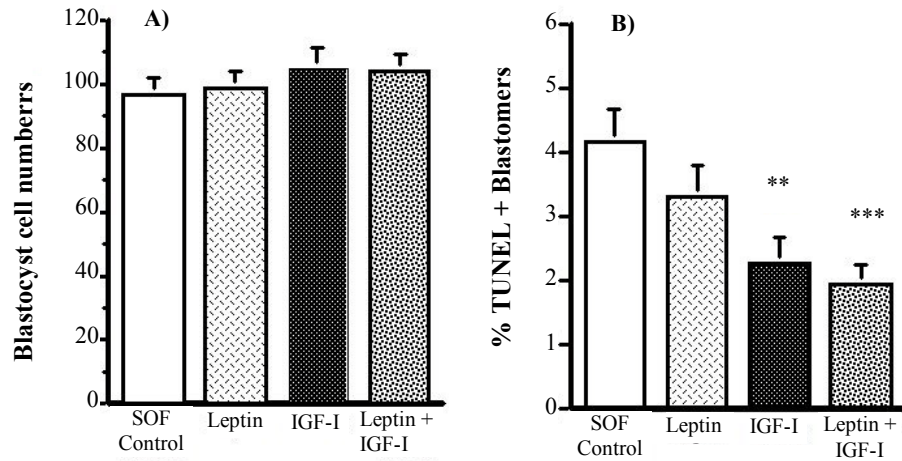 A)
Blastocyst cell numberrs
120
100
80
60
40
20
0
SOF
Control
Leptin
IGF-I
Leptin +
IGF-I
B)
% TUNEL + Blastomers
6
5
4
3
2
1
0
**
***
SOF
Control
Leptin
IGF-I
Leptin +
IGF-I